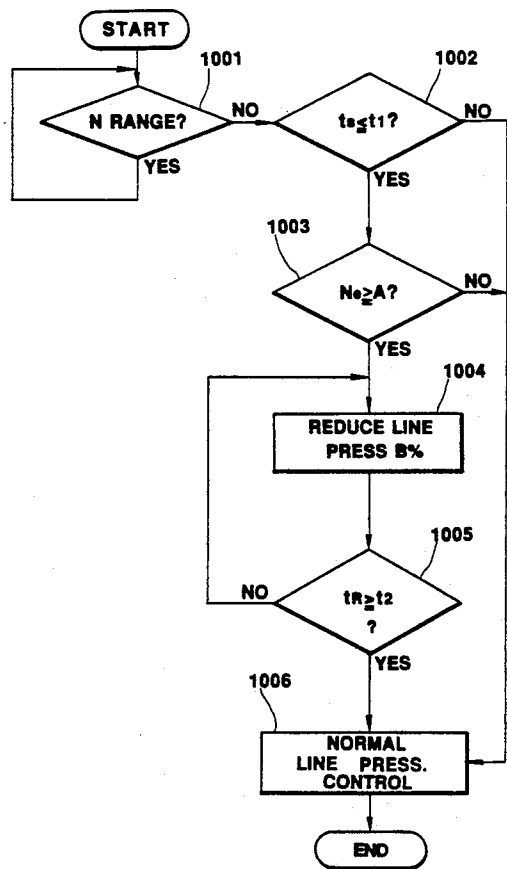 START
1001
N RANGE?
NO
YES
1002
ts≦t1?
NO
YES
1003
Ne≧A?
NO
YES
1004
REDUCE LINE
PRESS B%
1005
tR≧t2
?
NO
YES
1006
NORMAL
LINE PRESS.
CONTROL
END